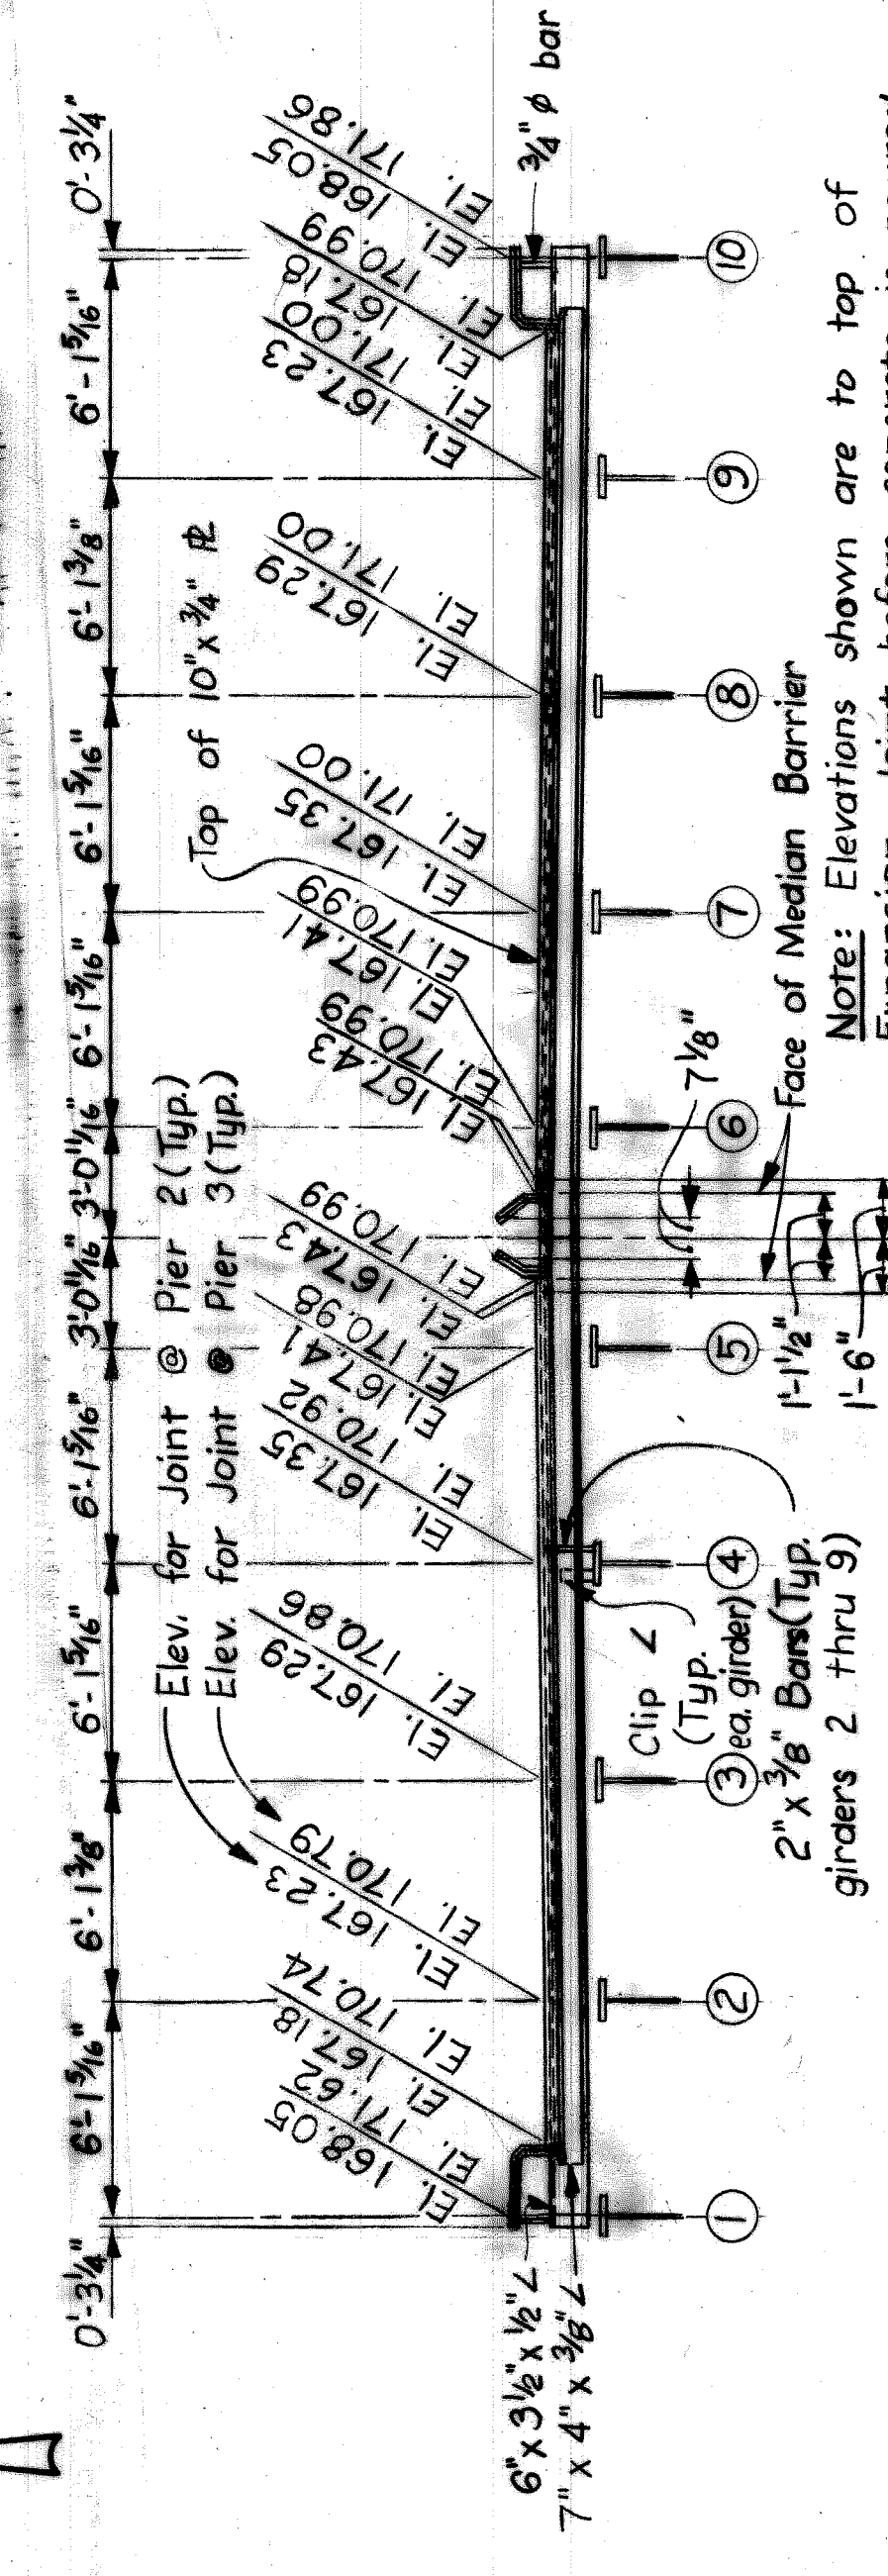 0'-3¼" 6'-1⁵⁄₁₆" 6'-1⅜" 6'-1⁵⁄₁₆" 6'-1⁵⁄₁₆" 3'-0¹¹⁄₁₆" 3'-0¹¹⁄₁₆" 6'-1⁵⁄₁₆" 6'-1⁵⁄₁₆" 6'-1⅜" 6'-1⁵⁄₁₆" 0'-3¼"
Elev. for Joint @ Pier 2 (Typ.)
Elev. for Joint @ Pier 3 (Typ.)
Top of 10" x ¾" ℞
El. 168.05
El. 171.62
El. 167.18
El. 170.74
El. 167.23
El. 170.79
El. 167.29
El. 170.86
El. 167.35
El. 170.92
El. 167.41
El. 170.98
El. 167.43
El. 170.99
El. 167.43
El. 170.99
El. 167.41
El. 170.99
El. 167.35
El. 171.00
El. 167.29
El. 171.00
El. 167.23
El. 171.00
El. 167.18
El. 170.99
El. 168.05
El. 171.86
¾" ϕ bar
6" x 3½" x ½" ∠
7" x 4" x ⅜" ∠
Clip ∠
(Typ.
ea. girder)
7⅛"
1 2 3 4 5 6 7 8 9 10
2" x ⅜" Bars (Typ.
girders 2 thru 9)
1'-1½"
1'-6"
Face of Median Barrier
Note: Elevations shown are to top of
Expansion Joint before concrete is poured